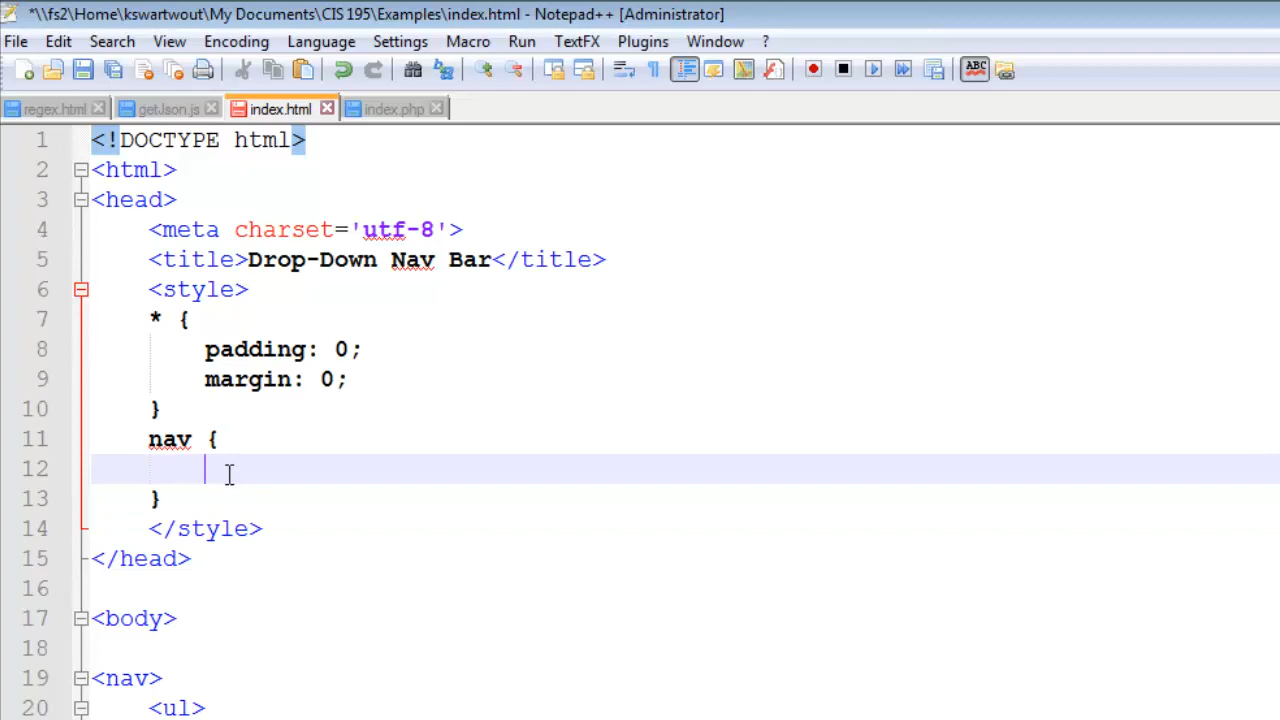 *\\fs2\Home\kswartwout\My Documents\CIS 195\Examples\index.html - Notepad++ [Administrator]
File Edit Search View Encoding Language Settings Macro Run TextFX Plugins Window ?
ABC
regex.html getJson.js index.html index.php
1 <!DOCTYPE html>
2 <html>
3 <head>
4 <meta charset='utf-8'>
5 <title>Drop-Down Nav Bar</title>
6 <style>
7 * {
8 padding: 0;
9 margin: 0;
10 }
11 nav {
12
13 }
14 </style>
15 </head>
16
17 <body>
18
19 <nav>
20 <ul>